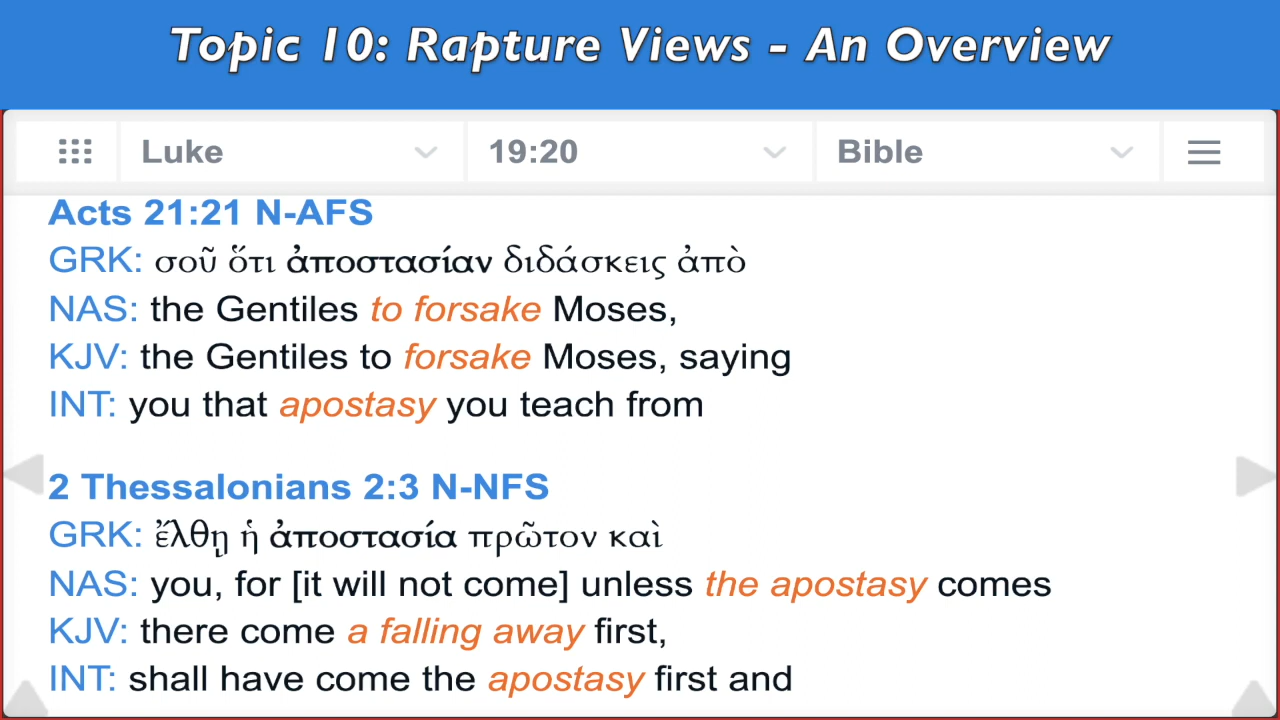 Topic 10: Rapture Views - An Overview
Luke 19:20 Bible
Acts 21:21 N-AFS
GRK: σοῦ ὅτι ἀποστασίαν διδάσκεις ἀπὸ
NAS: the Gentiles to forsake Moses,
KJV: the Gentiles to forsake Moses, saying
INT: you that apostasy you teach from
2 Thessalonians 2:3 N-NFS
GRK: ἔλθῃ ἡ ἀποστασία πρῶτον καὶ
NAS: you, for [it will not come] unless the apostasy comes
KJV: there come a falling away first,
INT: shall have come the apostasy first and